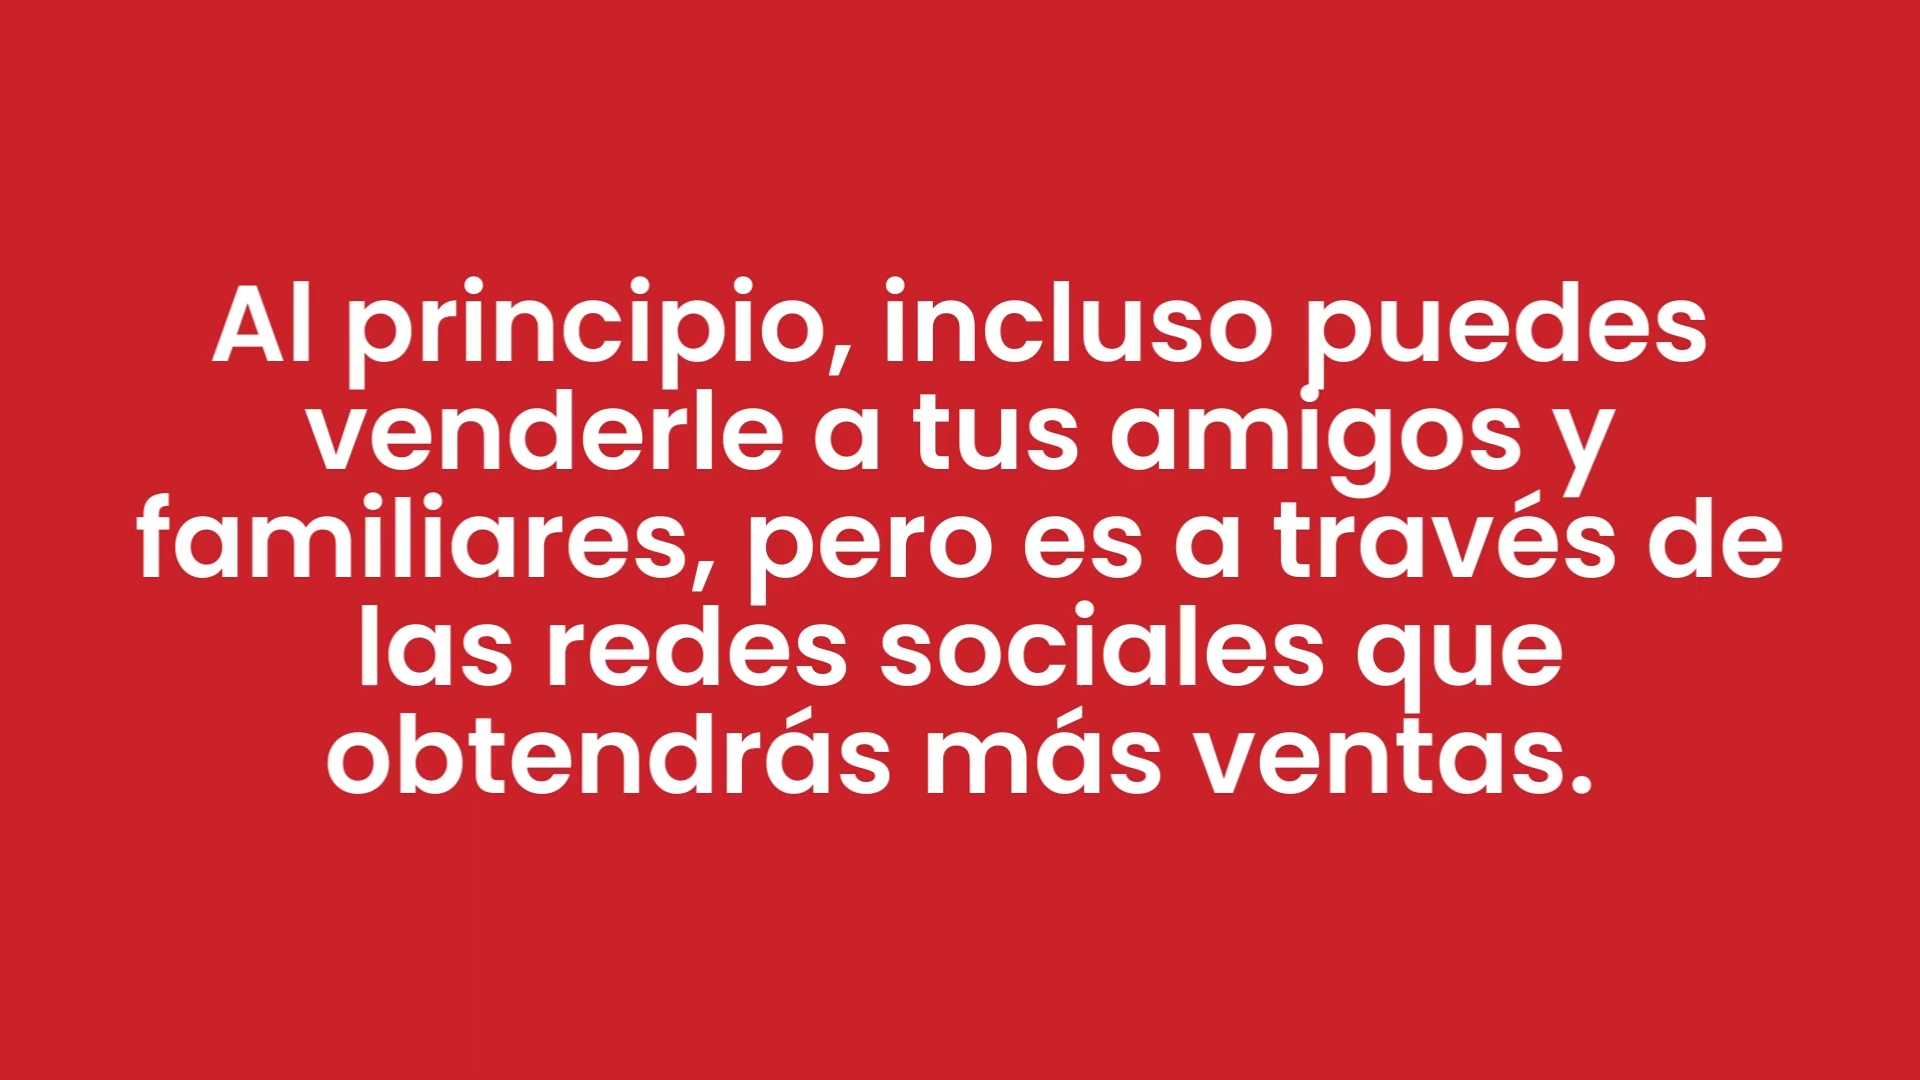 Al principio, incluso puedes
venderle a tus amigos y
familiares, pero es a través de
las redes sociales que
obtendrás más ventas.